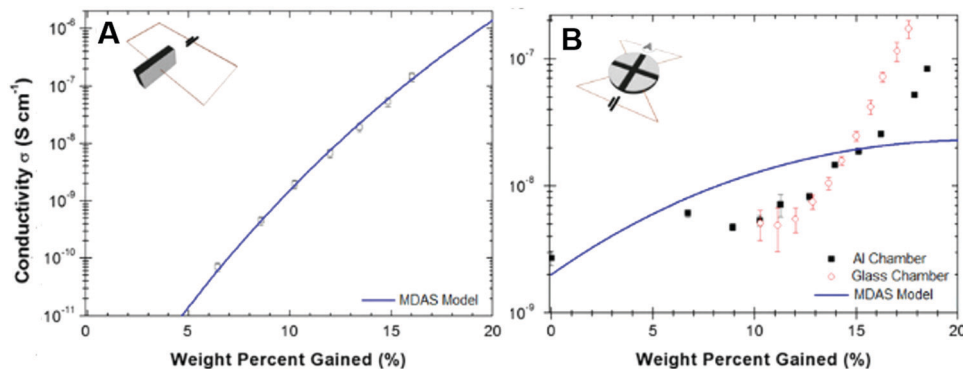 A
B
Conductivity σ (S cm⁻¹)
10⁻⁶
10⁻⁷
10⁻⁸
10⁻⁹
10⁻¹⁰
10⁻¹¹
0
5
10
15
20
MDAS Model
Weight Percent Gained (%)
10⁻⁷
10⁻⁸
10⁻⁹
0
5
10
15
20
Al Chamber
Glass Chamber
MDAS Model
Weight Percent Gained (%)